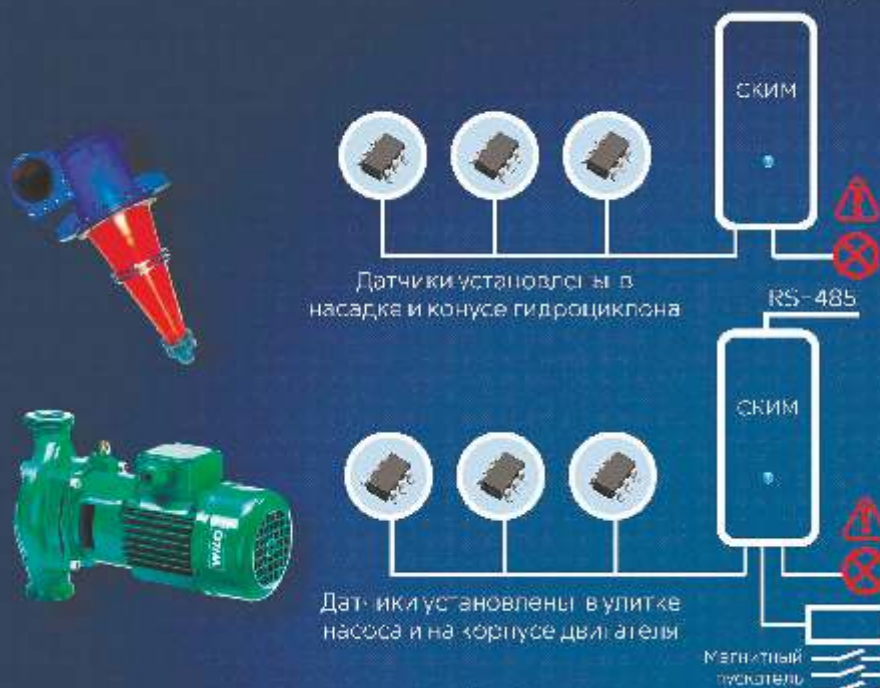 СКИМ
Датчики установлены в
насадке и конусе гидроциклона
RS-485
СКИМ
wilo
Датчики установлены в улитке
насоса и на корпусе двигателя
Магнитный
пускатель